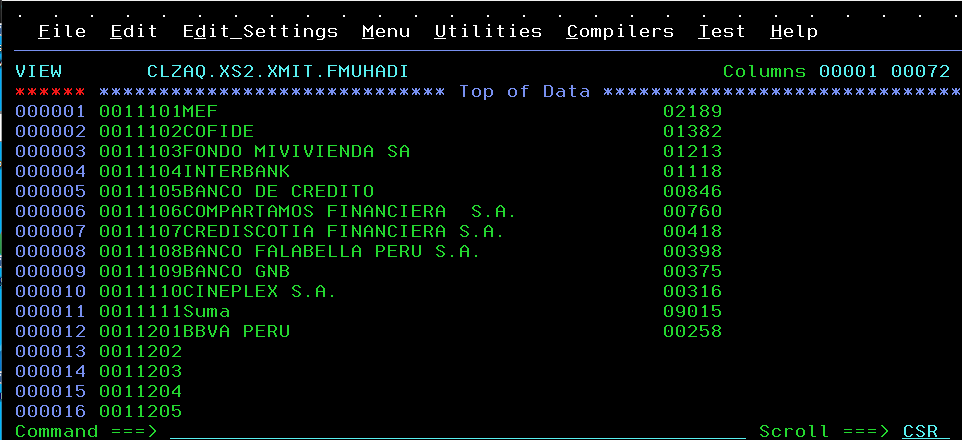 File Edit Edit_Settings Menu Utilities Compilers Test Help
VIEW CLZAQ.XS2.XMIT.FMUHADI Columns 00001 00072
****** ***************************** Top of Data ******************************
000001 0011101MEF 02189
000002 0011102COFIDE 01382
000003 0011103FONDO MIVIVIENDA SA 01213
000004 0011104INTERBANK 01118
000005 0011105BANCO DE CREDITO 00846
000006 0011106COMPARTAMOS FINANCIERA  S.A. 00760
000007 0011107CREDISCOTIA FINANCIERA S.A. 00418
000008 0011108BANCO FALABELLA PERU S.A. 00398
000009 0011109BANCO GNB 00375
000010 0011110CINEPLEX S.A. 00316
000011 0011111Suma 09015
000012 0011201BBVA PERU 00258
000013 0011202
000014 0011203
000015 0011204
000016 0011205
Command ===> Scroll ===> CSR